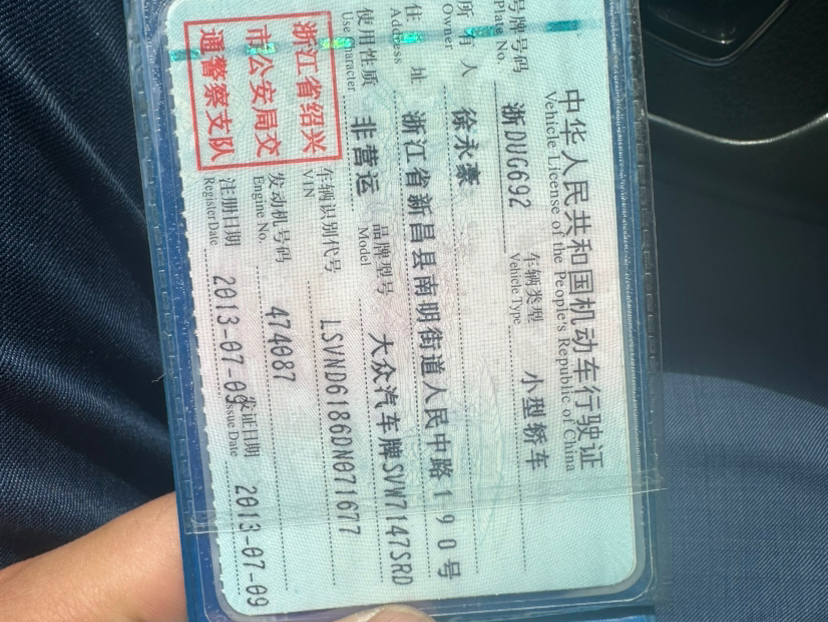 中华人民共和国机动车行驶证
Vehicle License of the People's Republic of China
号牌号码 浙DUG692 车辆类型 小型轿车
Plate No. Vehicle Type
所有人 徐永豪
Owner
住址 浙江省新昌县南明街道人民中路190号
Address
使用性质 非营运 品牌型号 大众汽车牌SVW7147SRD
Use Character Model
浙江省绍兴
市公安局交
通警察支队
车辆识别代号 LSVND6186DN071677
VIN
发动机号码 474087
Engine No.
注册日期 2013-07-09 发证日期 2013-07-09
Register Date Issue Date